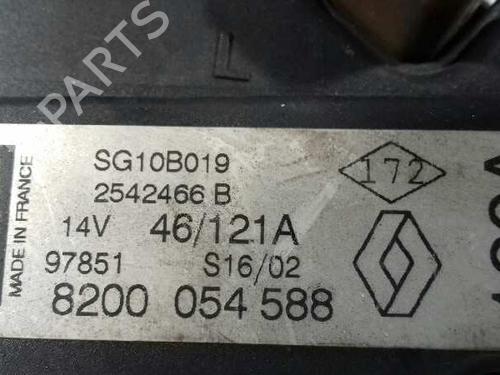 L
SG10B019
172
2542466 B
14V 46/121A
97851 S16/02
8200 054 588
MADE IN FRANCE
PARTS